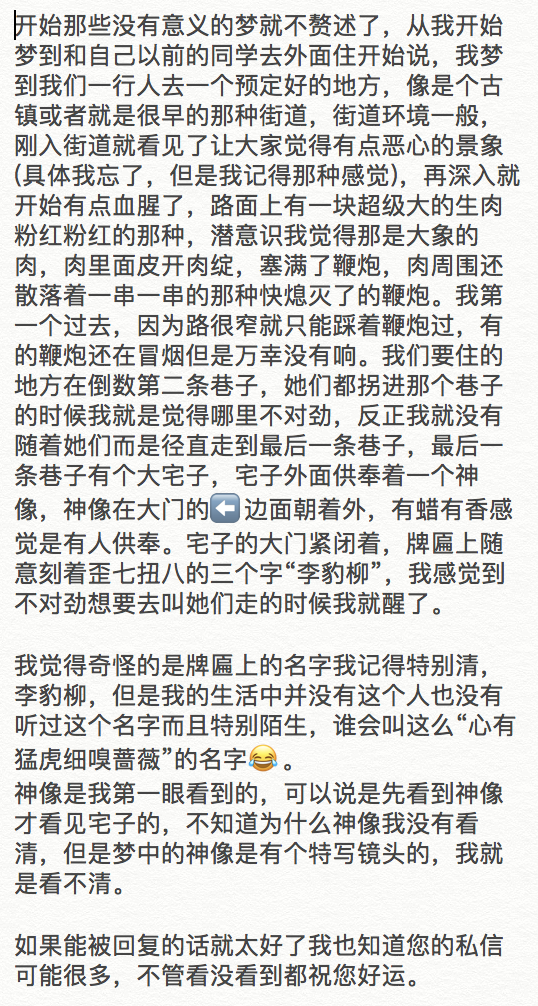 开始那些没有意义的梦就不赘述了，从我开始
梦到和自己以前的同学去外面住开始说，我梦
到我们一行人去一个预定好的地方，像是个古
镇或者就是很早的那种街道，街道环境一般，
刚入街道就看见了让大家觉得有点恶心的景象
(具体我忘了，但是我记得那种感觉)，再深入就
开始有点血腥了，路面上有一块超级大的生肉
粉红粉红的那种，潜意识我觉得那是大象的
肉，肉里面皮开肉绽，塞满了鞭炮，肉周围还
散落着一串一串的那种快熄灭了的鞭炮。我第
一个过去，因为路很窄就只能踩着鞭炮过，有
的鞭炮还在冒烟但是万幸没有响。我们要住的
地方在倒数第二条巷子，她们都拐进那个巷子
的时候我就是觉得哪里不对劲，反正我就没有
随着她们而是径直走到最后一条巷子，最后一
条巷子有个大宅子，宅子外面供奉着一个神
像，神像在大门的⬅️边面朝着外，有蜡有香感
觉是有人供奉。宅子的大门紧闭着，牌匾上随
意刻着歪七扭八的三个字“李豹柳”，我感觉到
不对劲想要去叫她们走的时候我就醒了。
我觉得奇怪的是牌匾上的名字我记得特别清，
李豹柳，但是我的生活中并没有这个人也没有
听过这个名字而且特别陌生，谁会叫这么“心有
猛虎细嗅蔷薇”的名字😂。
神像是我第一眼看到的，可以说是先看到神像
才看见宅子的，不知道为什么神像我没有看
清，但是梦中的神像是有个特写镜头的，我就
是看不清。
如果能被回复的话就太好了我也知道您的私信
可能很多，不管看没看到都祝您好运。